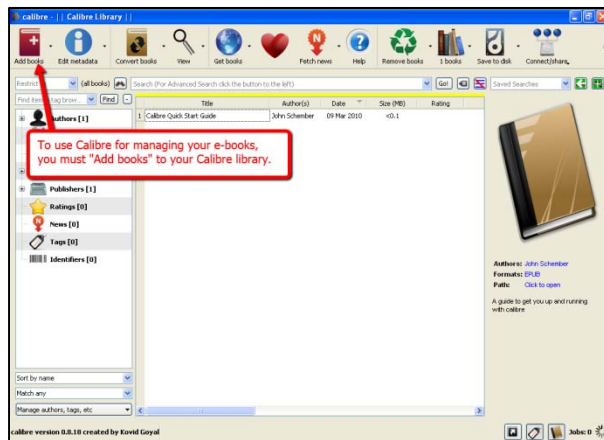 calibre - || Calibre Library ||
Add books
Edit metadata
Convert books
View
Get books
Fetch news
Help
Remove books
1 books
Save to disk
Connect/share
Restrict
(all books)
Search (For Advanced Search click the button to the left)
Go!
Saved Searches
Find
Title
Author(s)
Date
Size (MB)
Rating
Authors [1]
1 Calibre Quick Start Guide
John Schember
09 Mar 2010
<0.1
To use Calibre for managing your e-books,
you must "Add books" to your Calibre library.
Publishers [1]
Ratings [0]
News [0]
Tags [0]
Identifiers [0]
Authors: John Schember
Formats: EPUB
Path: Click to open
A guide to get you up and running
with calibre
Sort by name
Match any
Manage authors, tags, etc
calibre version 0.8.18 created by Kovid Goyal
Jobs: 0